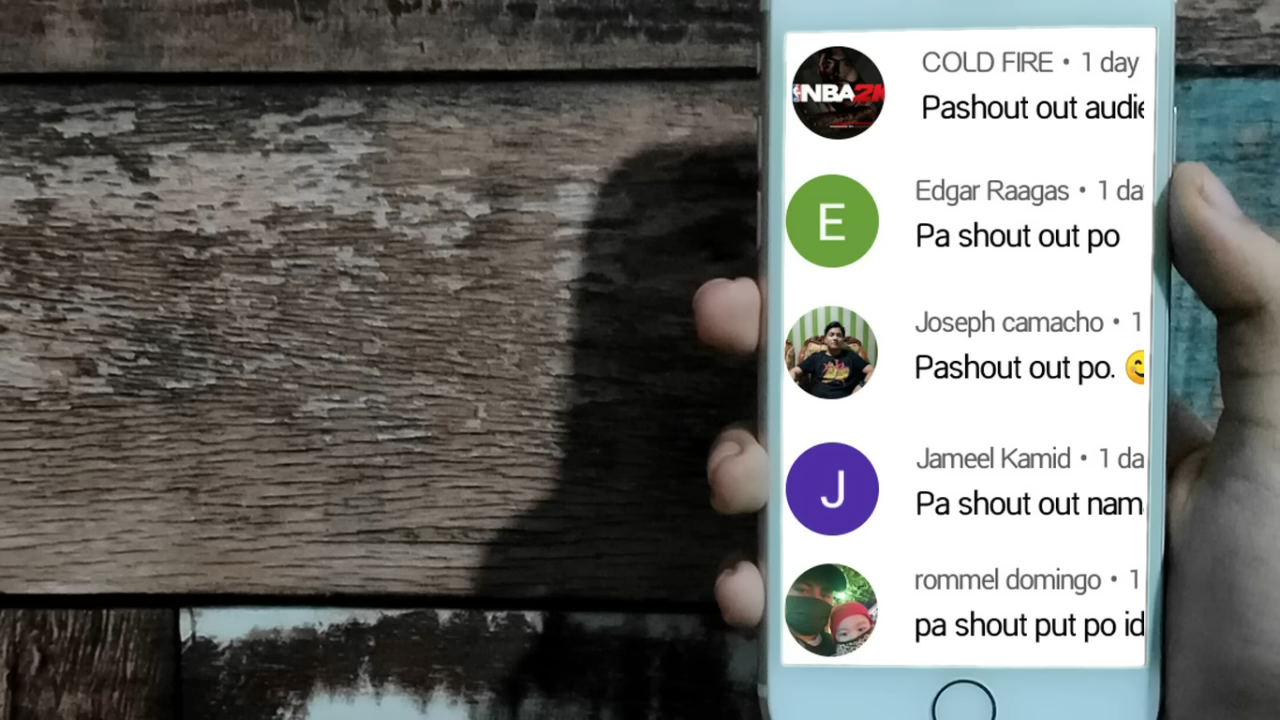 COLD FIRE • 1 day
NBA2K
Pashout out audie
Edgar Raagas • 1 da
E
Pa shout out po
Joseph camacho • 1
Pashout out po. 😊
Jameel Kamid • 1 da
J
Pa shout out nam
rommel domingo • 1
pa shout put po id